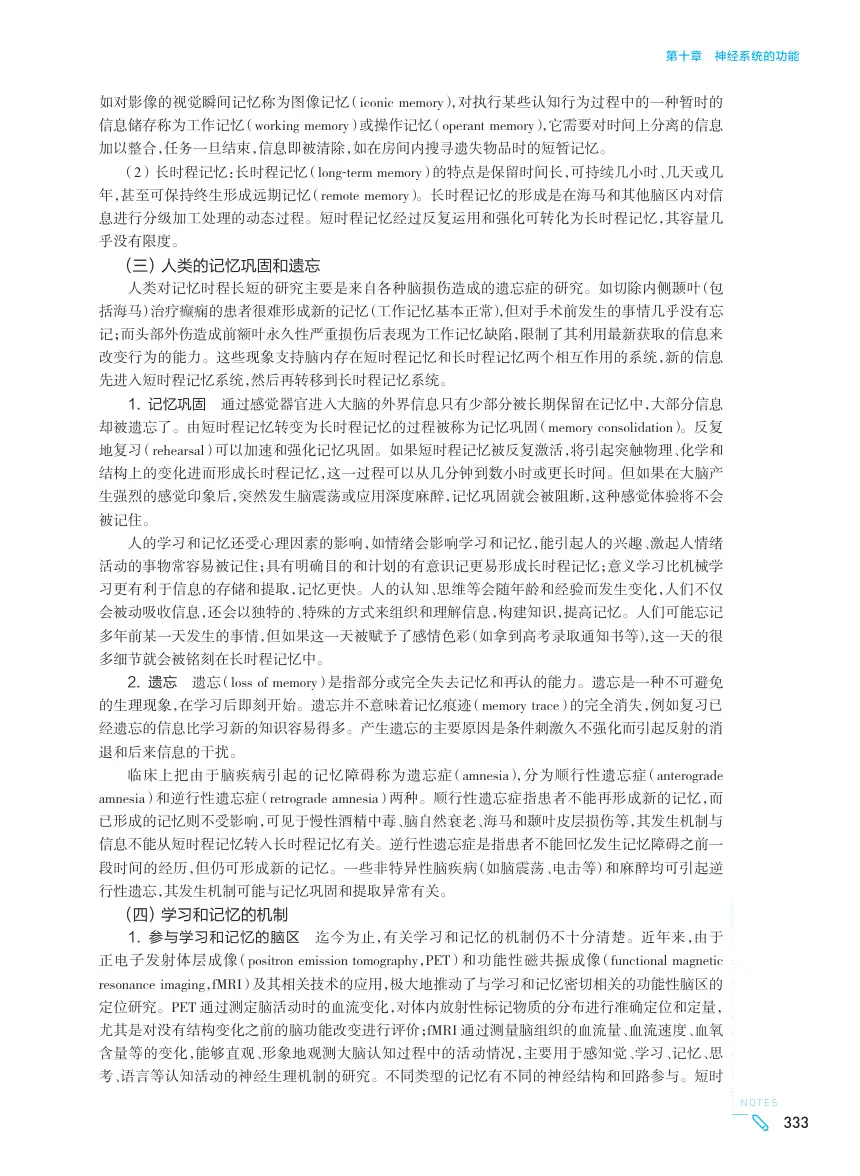 第十章　神经系统的功能
如对影像的视觉瞬间记忆称为图像记忆（iconic memory），对执行某些认知行为过程中的一种暂时的
信息储存称为工作记忆（working memory）或操作记忆（operant memory），它需要对时间上分离的信息
加以整合，任务一旦结束，信息即被清除，如在房间内搜寻遗失物品时的短暂记忆。
（2）长时程记忆：长时程记忆（long-term memory）的特点是保留时间长，可持续几小时、几天或几
年，甚至可保持终生形成远期记忆（remote memory）。长时程记忆的形成是在海马和其他脑区内对信
息进行分级加工处理的动态过程。短时程记忆经过反复运用和强化可转化为长时程记忆，其容量几
乎没有限度。
（三）人类的记忆巩固和遗忘
人类对记忆时程长短的研究主要是来自各种脑损伤造成的遗忘症的研究。如切除内侧颞叶（包
括海马）治疗癫痫的患者很难形成新的记忆（工作记忆基本正常），但对手术前发生的事情几乎没有忘
记；而头部外伤造成前额叶永久性严重损伤后表现为工作记忆缺陷，限制了其利用最新获取的信息来
改变行为的能力。这些现象支持脑内存在短时程记忆和长时程记忆两个相互作用的系统，新的信息
先进入短时程记忆系统，然后再转移到长时程记忆系统。
1. 记忆巩固　通过感觉器官进入大脑的外界信息只有少部分被长期保留在记忆中，大部分信息
却被遗忘了。由短时程记忆转变为长时程记忆的过程被称为记忆巩固（memory consolidation）。反复
地复习（rehearsal）可以加速和强化记忆巩固。如果短时程记忆被反复激活，将引起突触物理、化学和
结构上的变化进而形成长时程记忆，这一过程可以从几分钟到数小时或更长时间。但如果在大脑产
生强烈的感觉印象后，突然发生脑震荡或应用深度麻醉，记忆巩固就会被阻断，这种感觉体验将不会
被记住。
人的学习和记忆还受心理因素的影响，如情绪会影响学习和记忆，能引起人的兴趣、激起人情绪
活动的事物常容易被记住；具有明确目的和计划的有意识记更易形成长时程记忆；意义学习比机械学
习更有利于信息的存储和提取，记忆更快。人的认知、思维等会随年龄和经验而发生变化，人们不仅
会被动吸收信息，还会以独特的、特殊的方式来组织和理解信息，构建知识，提高记忆。人们可能忘记
多年前某一天发生的事情，但如果这一天被赋予了感情色彩（如拿到高考录取通知书等），这一天的很
多细节就会被铭刻在长时程记忆中。
2. 遗忘　遗忘（loss of memory）是指部分或完全失去记忆和再认的能力。遗忘是一种不可避免
的生理现象，在学习后即刻开始。遗忘并不意味着记忆痕迹（memory trace）的完全消失，例如复习已
经遗忘的信息比学习新的知识容易得多。产生遗忘的主要原因是条件刺激久不强化而引起反射的消
退和后来信息的干扰。
临床上把由于脑疾病引起的记忆障碍称为遗忘症（amnesia），分为顺行性遗忘症（anterograde
amnesia）和逆行性遗忘症（retrograde amnesia）两种。顺行性遗忘症指患者不能再形成新的记忆，而
已形成的记忆则不受影响，可见于慢性酒精中毒、脑自然衰老、海马和颞叶皮层损伤等，其发生机制与
信息不能从短时程记忆转入长时程记忆有关。逆行性遗忘症是指患者不能回忆发生记忆障碍之前一
段时间的经历，但仍可形成新的记忆。一些非特异性脑疾病（如脑震荡、电击等）和麻醉均可引起逆
行性遗忘，其发生机制可能与记忆巩固和提取异常有关。
（四）学习和记忆的机制
1. 参与学习和记忆的脑区　迄今为止，有关学习和记忆的机制仍不十分清楚。近年来，由于
正电子发射体层成像（positron emission tomography，PET）和功能性磁共振成像（functional magnetic
resonance imaging，fMRI）及其相关技术的应用，极大地推动了与学习和记忆密切相关的功能性脑区的
定位研究。PET 通过测定脑活动时的血流变化，对体内放射性标记物质的分布进行准确定位和定量，
尤其是对没有结构变化之前的脑功能改变进行评价；fMRI 通过测量脑组织的血流量、血流速度、血氧
含量等的变化，能够直观、形象地观测大脑认知过程中的活动情况，主要用于感知觉、学习、记忆、思
考、语言等认知活动的神经生理机制的研究。不同类型的记忆有不同的神经结构和回路参与。短时
NOTES
333